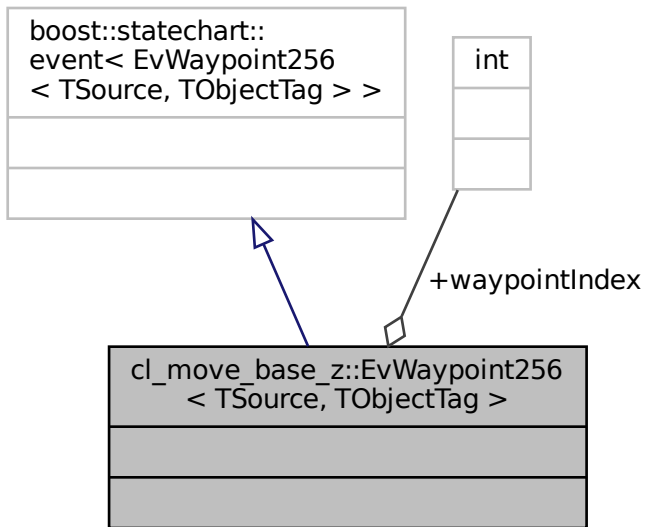 boost::statechart::
event< EvWaypoint256
< TSource, TObjectTag > >
int
+waypointIndex
cl_move_base_z::EvWaypoint256
< TSource, TObjectTag >